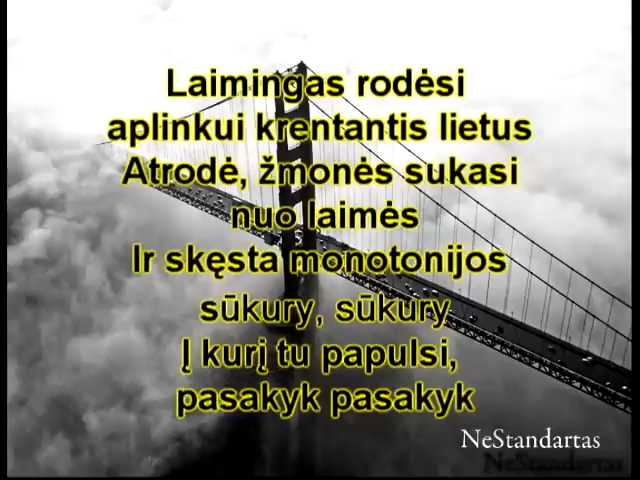 Laimingas rodėsi
aplinkui krentantis lietus
Atrodė, žmonės sukasi
nuo laimės
Ir skęsta monotonijos
sūkury, sūkury
Į kurį tu papulsi,
pasakyk pasakyk
NeStandartas
NeStandartas